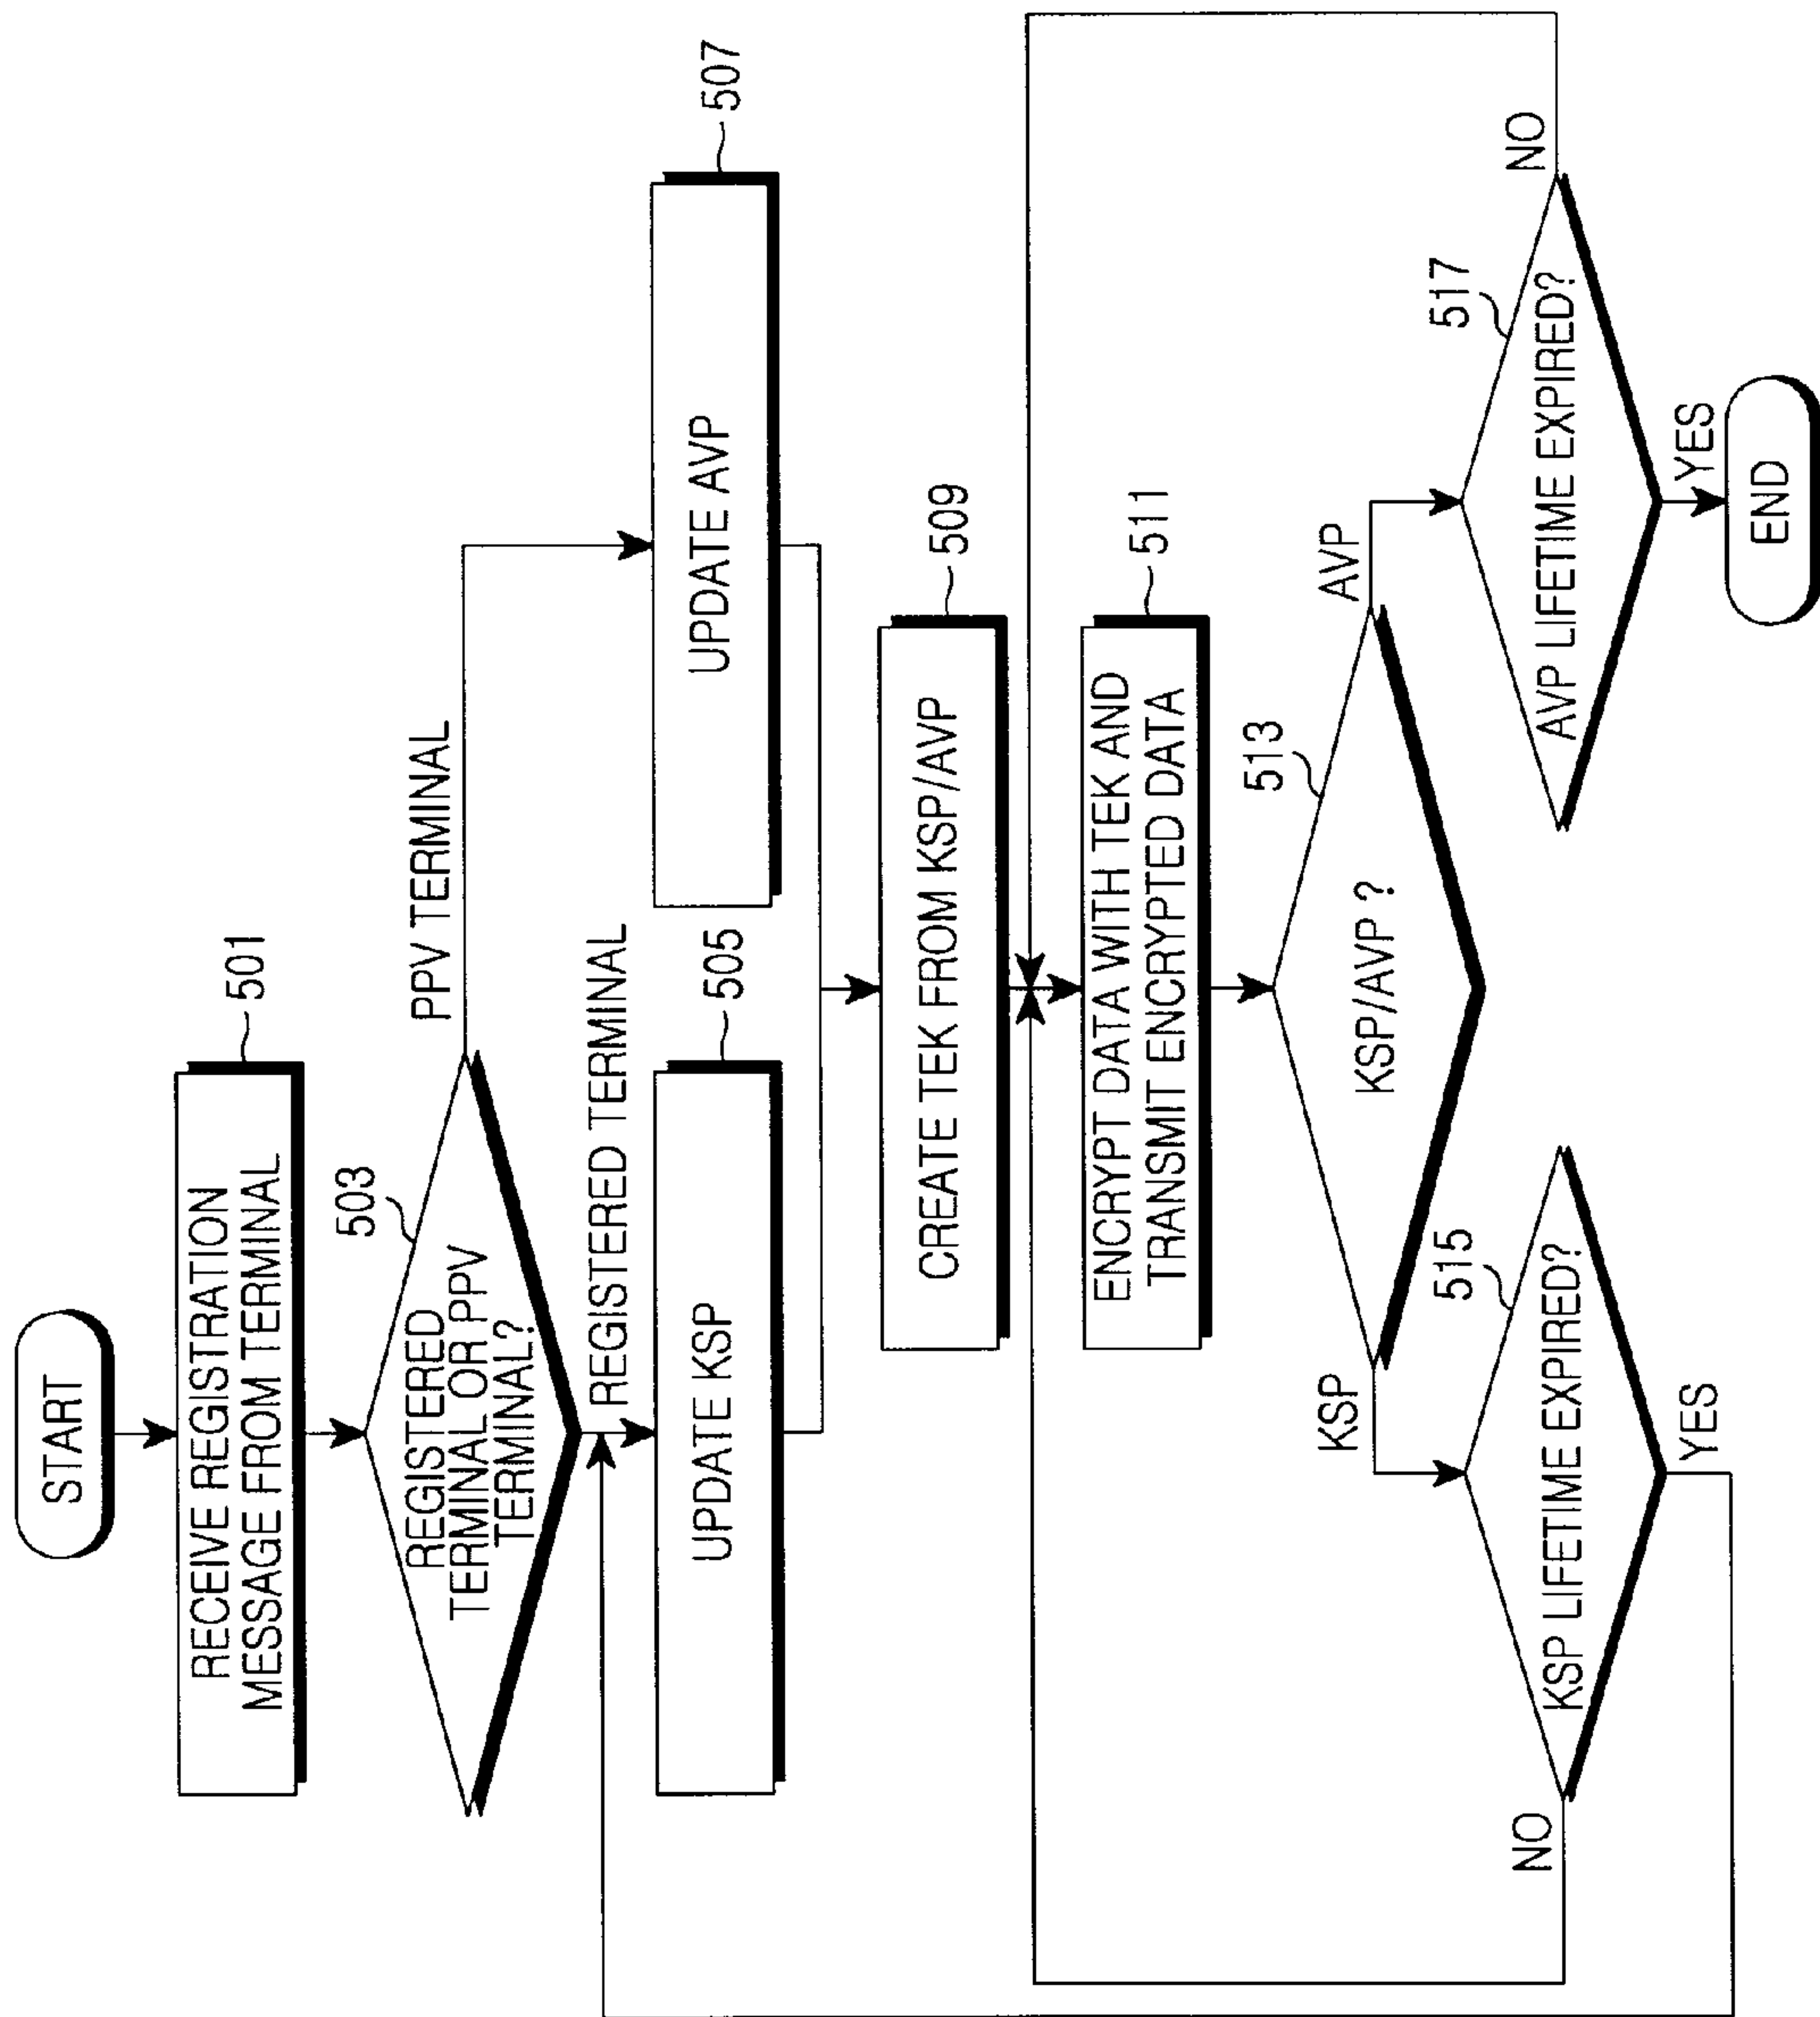 START
RECEIVE REGISTRATION
MESSAGE FROM TERMINAL
501
REGISTERED
TERMINAL OR PPV
TERMINAL?
503
PPV TERMINAL
REGISTERED TERMINAL
UPDATE KSP
505
UPDATE AVP
507
CREATE TEK FROM KSP/AVP
509
ENCRYPT DATA WITH TEK AND
TRANSMIT ENCRYPTED DATA
511
KSP/AVP ?
513
KSP
AVP
KSP LIFETIME EXPIRED?
515
NO
YES
AVP LIFETIME EXPIRED?
517
NO
YES
END